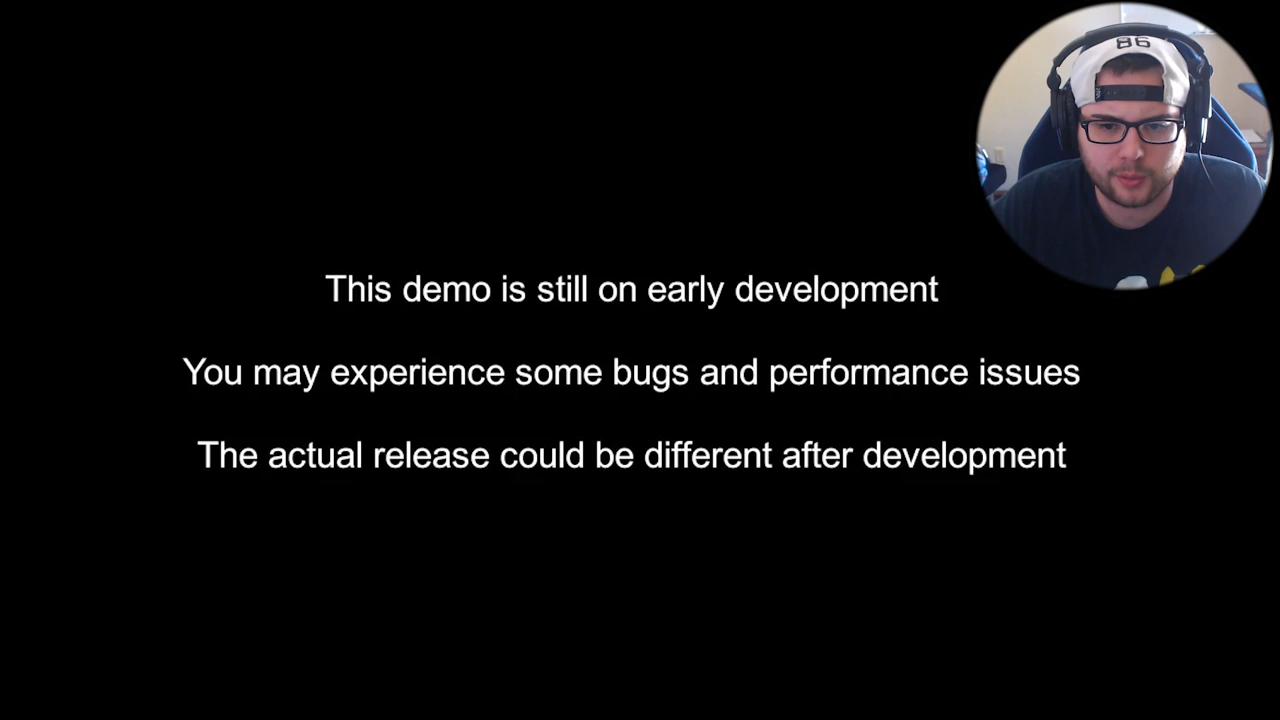 86
This demo is still on early development
You may experience some bugs and performance issues
The actual release could be different after development